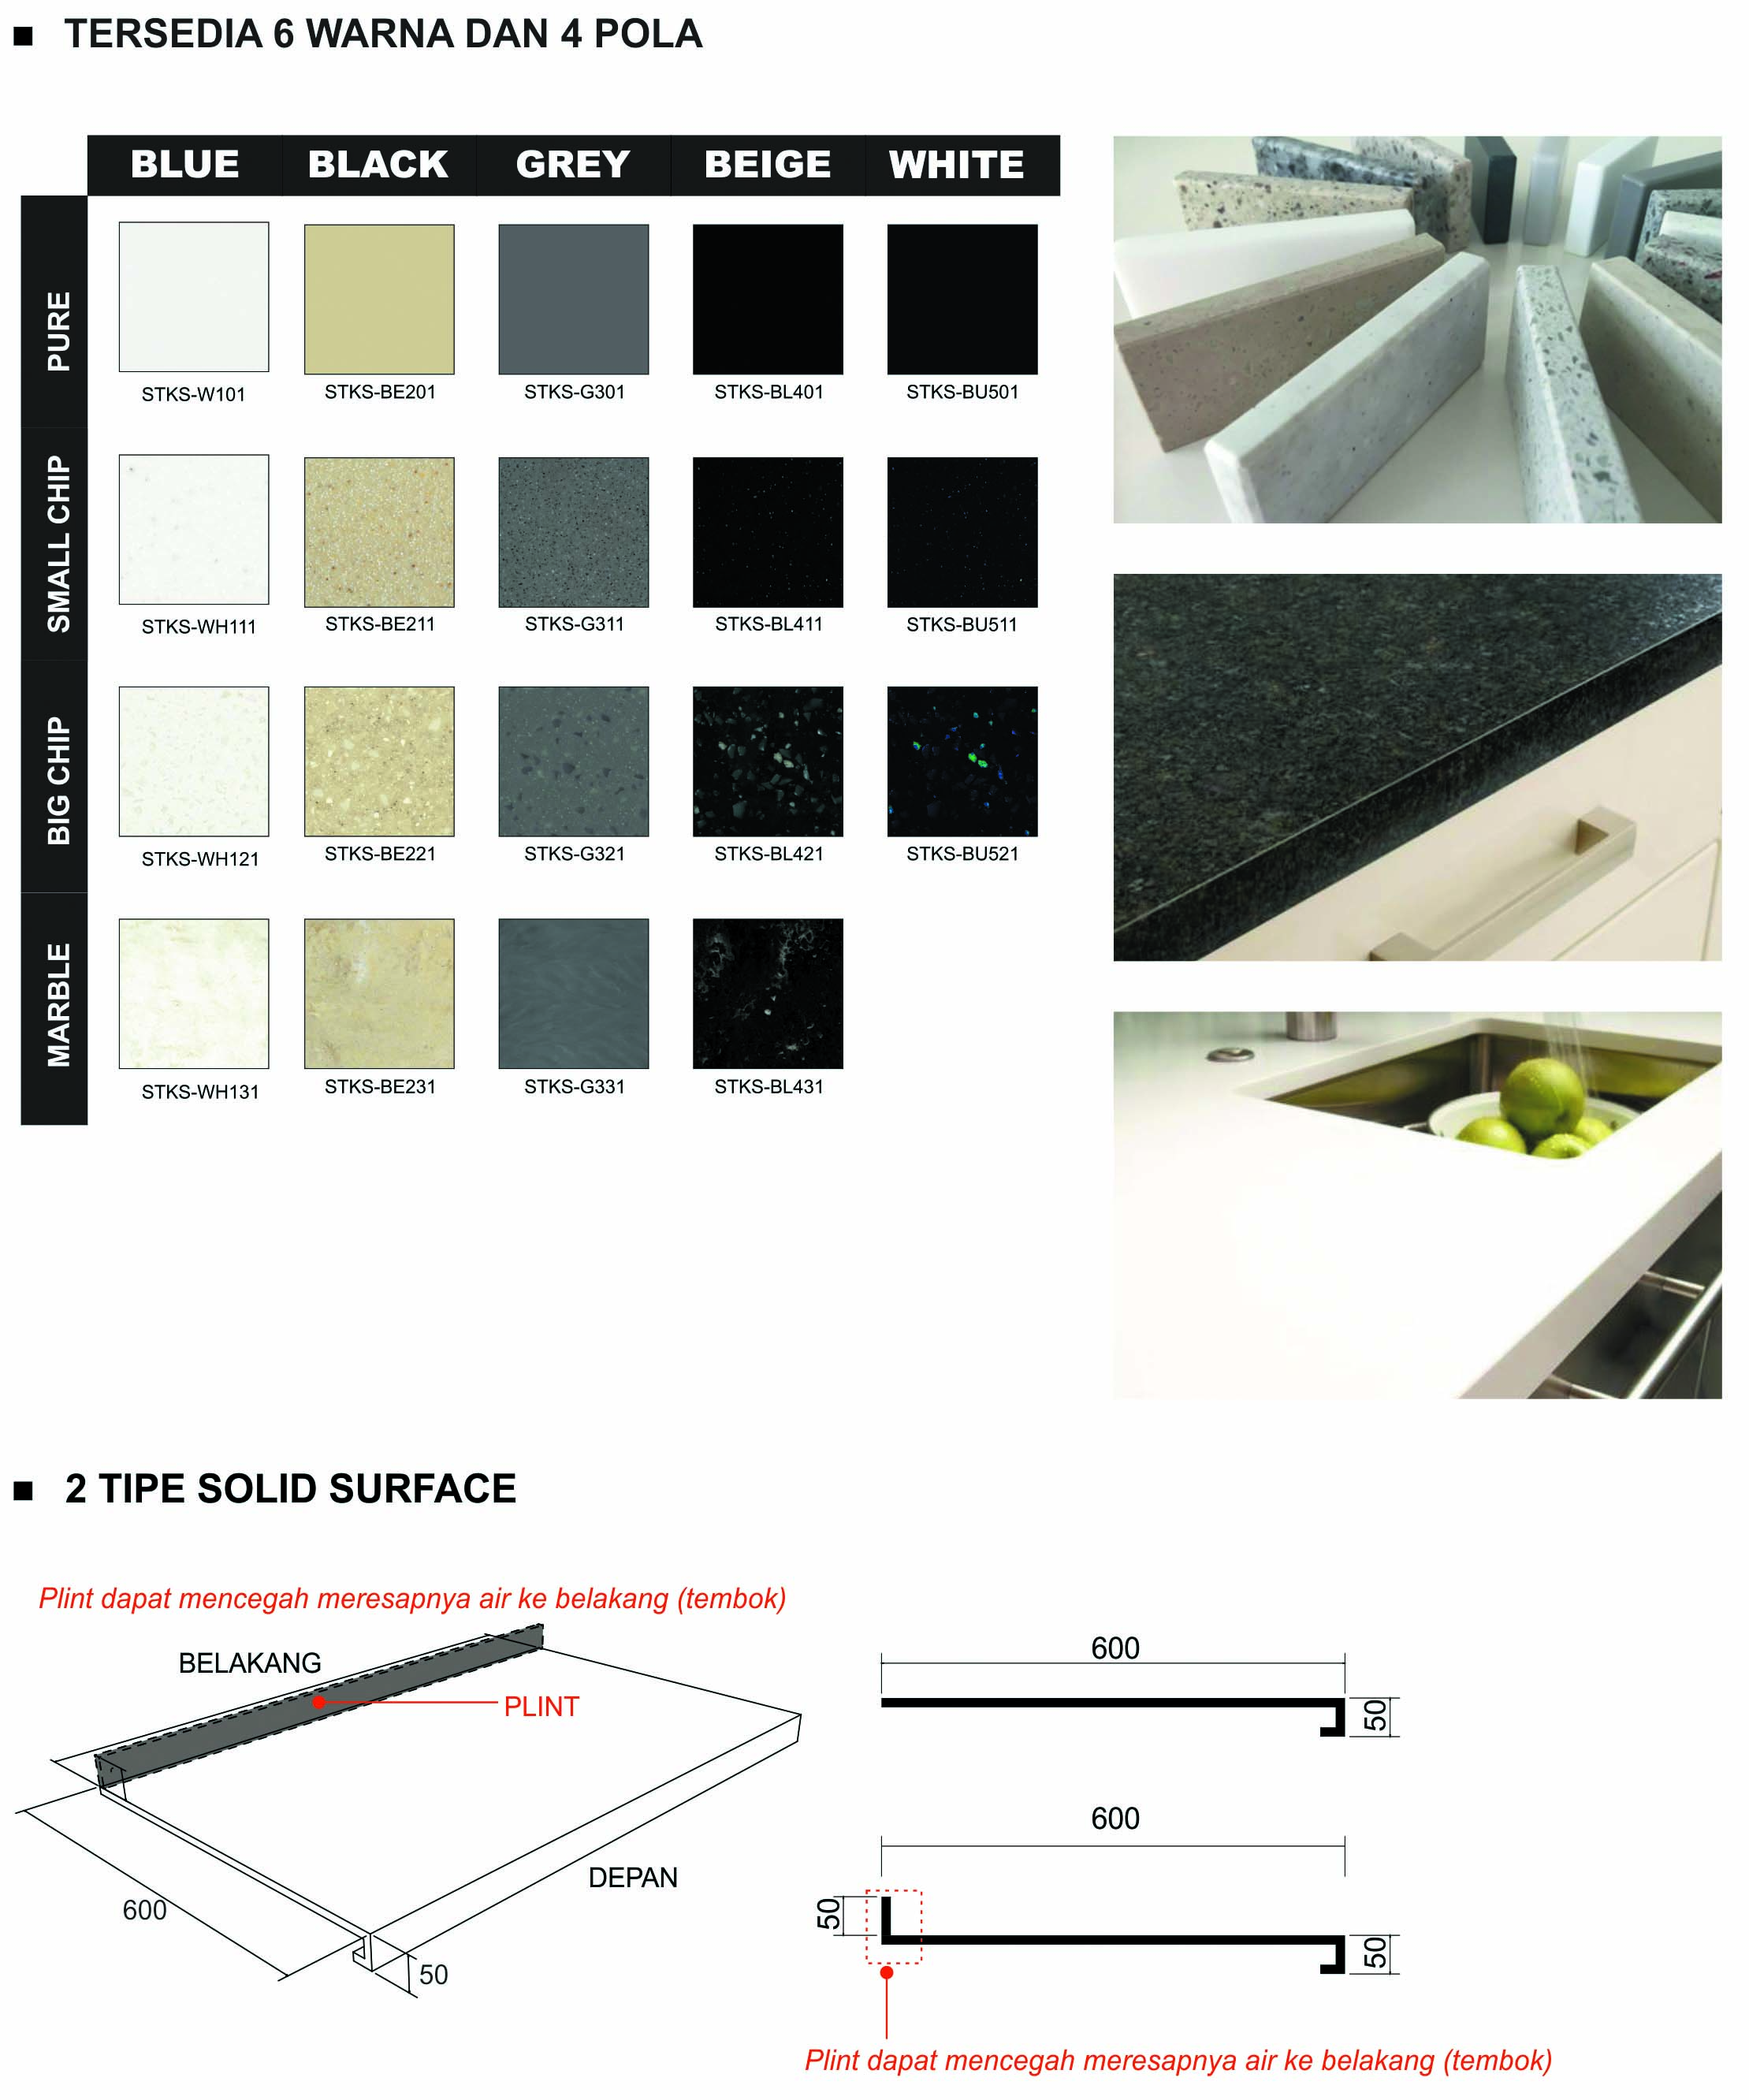 TERSEDIA 6 WARNA DAN 4 POLA
BLUE BLACK GREY BEIGE WHITE
PURE
STKS-W101 STKS-BE201 STKS-G301 STKS-BL401 STKS-BU501
SMALL CHIP
STKS-WH111 STKS-BE211 STKS-G311 STKS-BL411 STKS-BU511
BIG CHIP
STKS-WH121 STKS-BE221 STKS-G321 STKS-BL421 STKS-BU521
MARBLE
STKS-WH131 STKS-BE231 STKS-G331 STKS-BL431
2 TIPE SOLID SURFACE
Plint dapat mencegah meresapnya air ke belakang (tembok)
BELAKANG
PLINT
DEPAN
600
50
600
50
600
50
50
Plint dapat mencegah meresapnya air ke belakang (tembok)